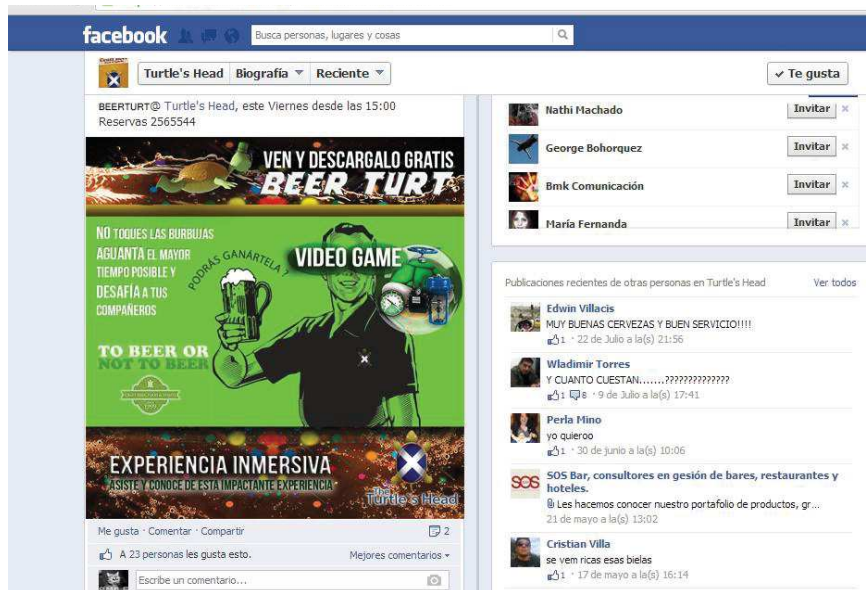 facebook
Busca personas, lugares y cosas
Turtle's Head
Biografía
Reciente
Te gusta
BEERTURT@ Turtle's Head, este Viernes desde las 15:00
Reservas 2565544
VEN Y DESCARGALO GRATIS
BEER TURT
NO TOQUES LAS BURBUJAS
AGUANTA EL MAYOR
TIEMPO POSIBLE Y
DESAFÍA A TUS
COMPAÑEROS
PODRÁS GANÁRTELA ?
VIDEO GAME
TO BEER OR
NOT TO BEER
EXPERIENCIA INMERSIVA
ASISTE Y CONOCE DE ESTA IMPACTANTE EXPERIENCIA
The
Turtle's Head
Me gusta · Comentar · Compartir
2
A 23 personas les gusta esto.
Mejores comentarios
Escribe un comentario...
Nathi Machado
Invitar
George Bohorquez
Invitar
Bmk Comunicación
Invitar
María Fernanda
Invitar
Publicaciones recientes de otras personas en Turtle's Head
Ver todos
Edwin Villacis
MUY BUENAS CERVEZAS Y BUEN SERVICIO!!!!
1 · 22 de Julio a la(s) 21:56
Wladimir Torres
Y CUANTO CUESTAN.......??????????????
1 8 · 9 de Julio a la(s) 17:41
Perla Mino
yo quieroo
1 · 30 de junio a la(s) 10:06
SOS
SOS Bar, consultores en gestión de bares, restaurantes y
hoteles.
Les hacemos conocer nuestro portafolio de productos, gr...
21 de mayo a la(s) 13:02
Cristian Villa
se vem ricas esas bielas
1 · 17 de mayo a la(s) 16:14